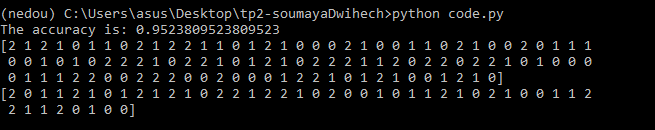 (nedou) C:\Users\asus\Desktop\tp2-soumayaDwihech>python code.py
The accuracy is: 0.9523809523809523
[2 1 2 1 0 1 1 0 2 1 2 2 1 1 0 1 2 1 0 0 0 2 1 0 0 1 1 0 2 1 0 0 2 0 1 1 1
0 0 1 0 1 0 2 2 2 1 0 2 2 1 0 1 2 1 0 2 2 2 2 1 1 2 0 2 2 0 2 2 1 0 1 0 0 0
0 1 1 1 2 2 0 0 2 2 0 0 2 0 0 0 1 2 2 1 0 1 2 1 0 0 1 2 1 0]
[2 0 1 1 2 1 0 1 2 1 2 1 0 2 2 1 2 2 1 0 2 0 0 1 0 1 1 2 1 0 2 1 0 0 1 1 2
2 1 1 2 0 1 0 0]